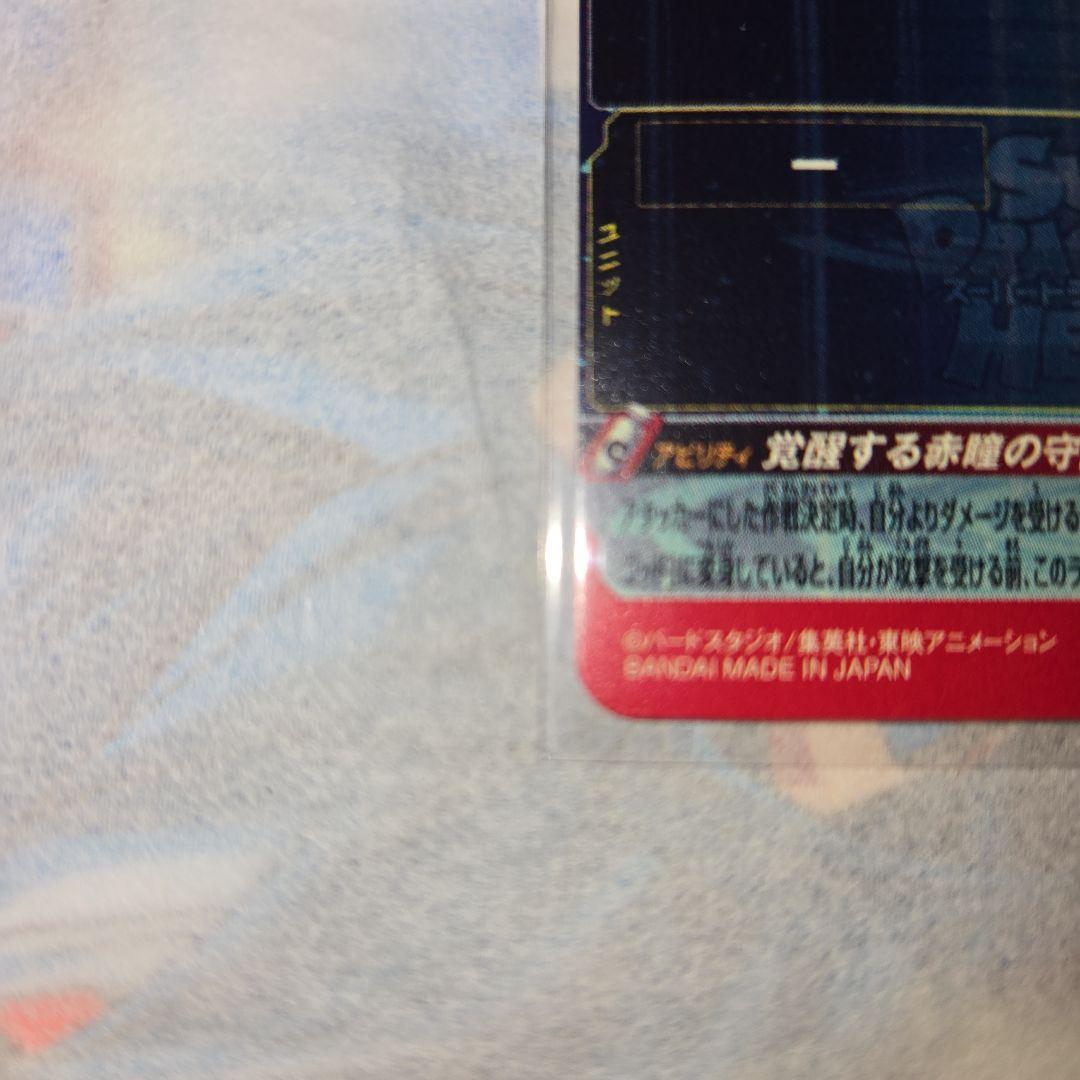 ー
ユニット
アビリティ 覚醒する赤瞳の守
アタッカーにした作戦決定時、自分よりダメージを受ける
に変身していると、自分が攻撃を受ける前、このラ
©バードスタジオ/集英社・東映アニメーション
BANDAI MADE IN JAPAN